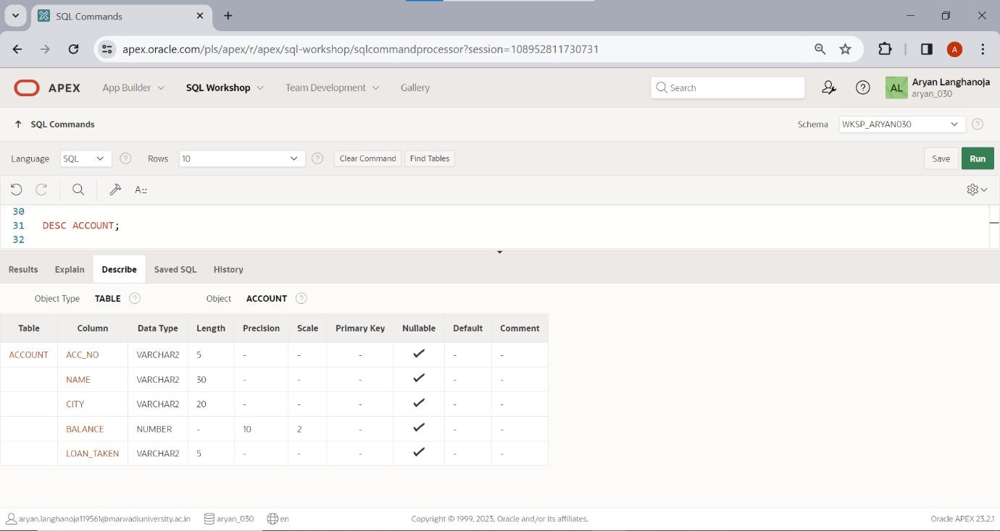 SQL Commands
apex.oracle.com/pls/apex/r/apex/sql-workshop/sqlcommandprocessor?session=108952811730731
A
APEX App Builder SQL Workshop Team Development Gallery Search AL Aryan Langhanoja
aryan_030
SQL Commands Schema WKSP_ARYAN030
Language SQL Rows 10 Clear Command Find Tables Save Run
A::
30
31 DESC ACCOUNT;
32
Results Explain Describe Saved SQL History
Object Type TABLE Object ACCOUNT
Table Column Data Type Length Precision Scale Primary Key Nullable Default Comment
ACCOUNT ACC_NO VARCHAR2 5 - - - - -
NAME VARCHAR2 30 - - - - -
CITY VARCHAR2 20 - - - - -
BALANCE NUMBER - 10 2 - - -
LOAN_TAKEN VARCHAR2 5 - - - - -
aryan.langhanoja119561@marwadiuniversity.ac.in aryan_030 en Copyright © 1999, 2023, Oracle and/or its affiliates. Oracle APEX 23.2.1